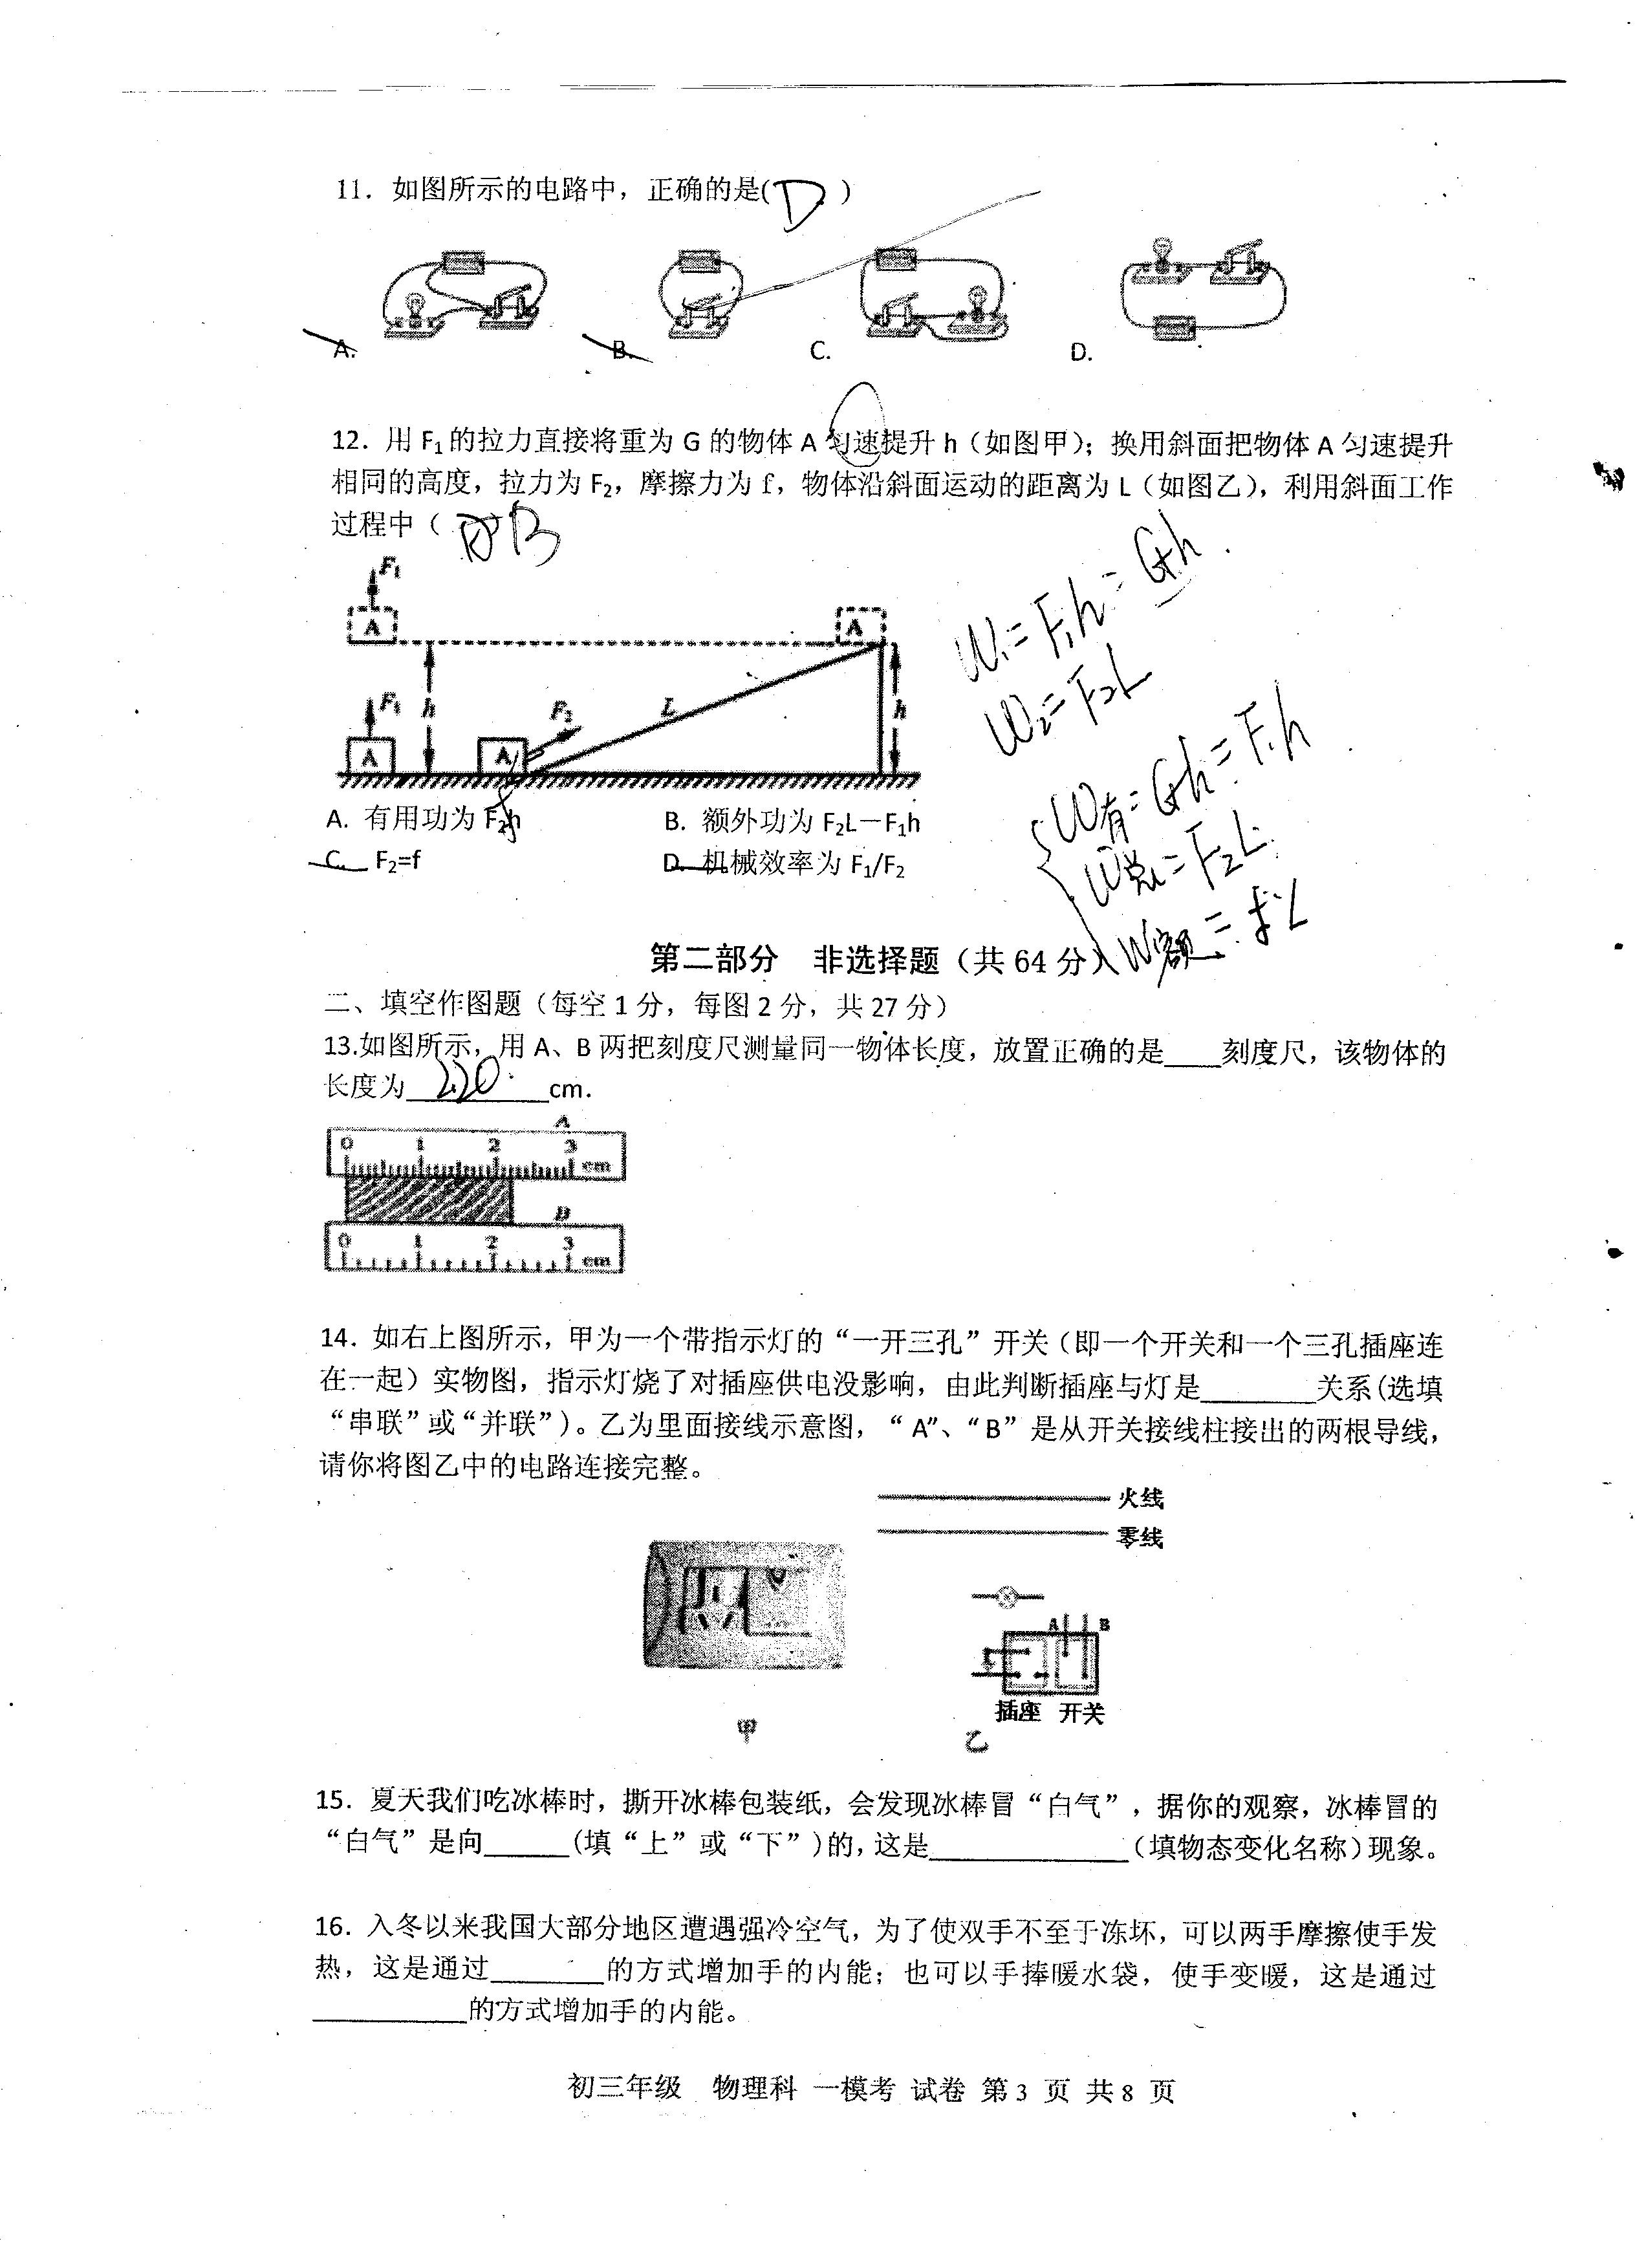 11．如图所示的电路中，正确的是(D)
A. B. C. D.
12．用 F₁的拉力直接将重为 G 的物体 A 匀速提升 h（如图甲）；换用斜面把物体 A 匀速提升
相同的高度，拉力为 F₂，摩擦力为 f，物体沿斜面运动的距离为 L（如图乙），利用斜面工作
过程中（ B
F₁
A A
F₁ h F₂ L h
A A
W₁=F₁h=Gh
W₂=F₂L
W有=Gh=F₁h
W总=F₂L
W额=fL
A. 有用功为 F₂h B. 额外功为 F₂L－F₁h
C. F₂=f D. 机械效率为 F₁/F₂
第二部分 非选择题（共 64 分）
二、填空作图题（每空 1 分，每图 2 分，共 27 分）
13.如图所示，用 A、B 两把刻度尺测量同一物体长度，放置正确的是____刻度尺，该物体的
长度为 2.20 cm.
A
0 1 2 3 cm
B
0 1 2 3 cm
14．如右上图所示，甲为一个带指示灯的“一开三孔”开关（即一个开关和一个三孔插座连
在一起）实物图，指示灯烧了对插座供电没影响，由此判断插座与灯是________关系(选填
“串联”或“并联”)。乙为里面接线示意图，“A”、“B”是从开关接线柱接出的两根导线，
请你将图乙中的电路连接完整。
火线
零线
A B
插座 开关
甲 乙
15．夏天我们吃冰棒时，撕开冰棒包装纸，会发现冰棒冒“白气”，据你的观察，冰棒冒的
“白气”是向______(填“上”或“下”)的，这是______________（填物态变化名称）现象。
16．入冬以来我国大部分地区遭遇强冷空气，为了使双手不至于冻坏，可以两手摩擦使手发
热，这是通过________的方式增加手的内能；也可以手捧暖水袋，使手变暖，这是通过
___________的方式增加手的内能。
初三年级 物理科 一模考 试卷 第 3 页 共 8 页